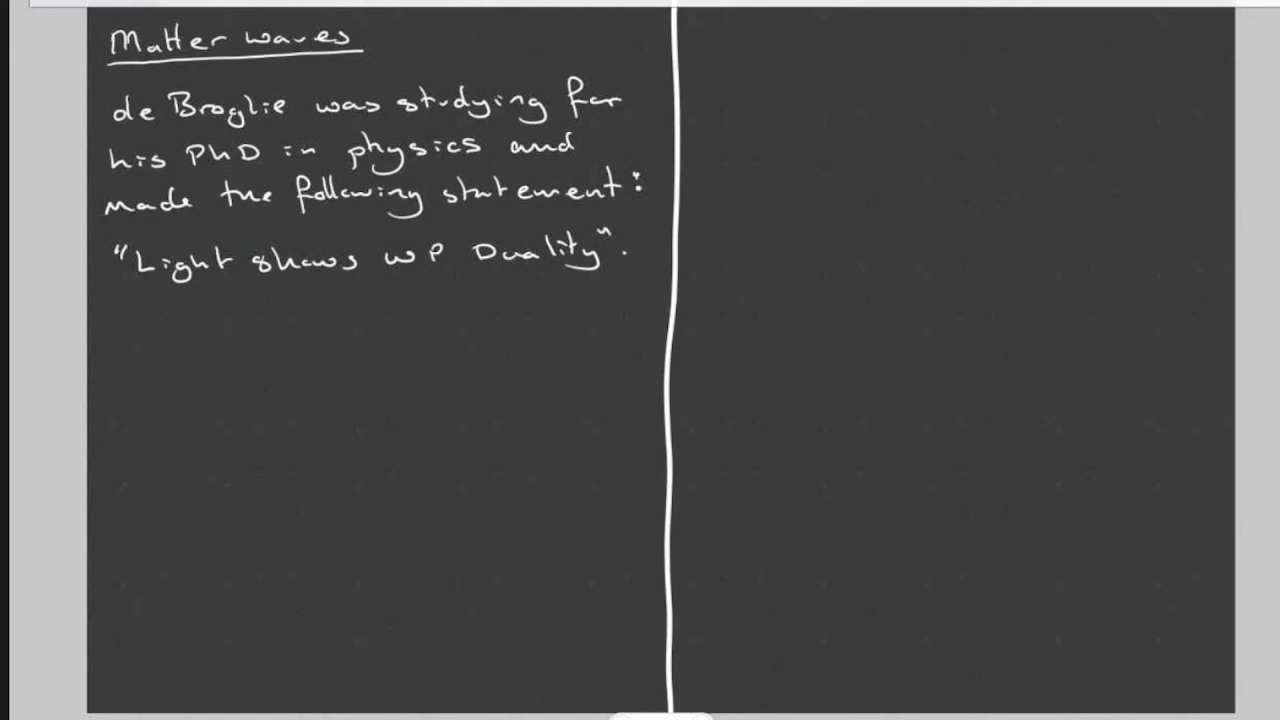 Matter waves
de Broglie was studying for
his PhD in physics and
made the following statement:
"Light shows WP Duality".